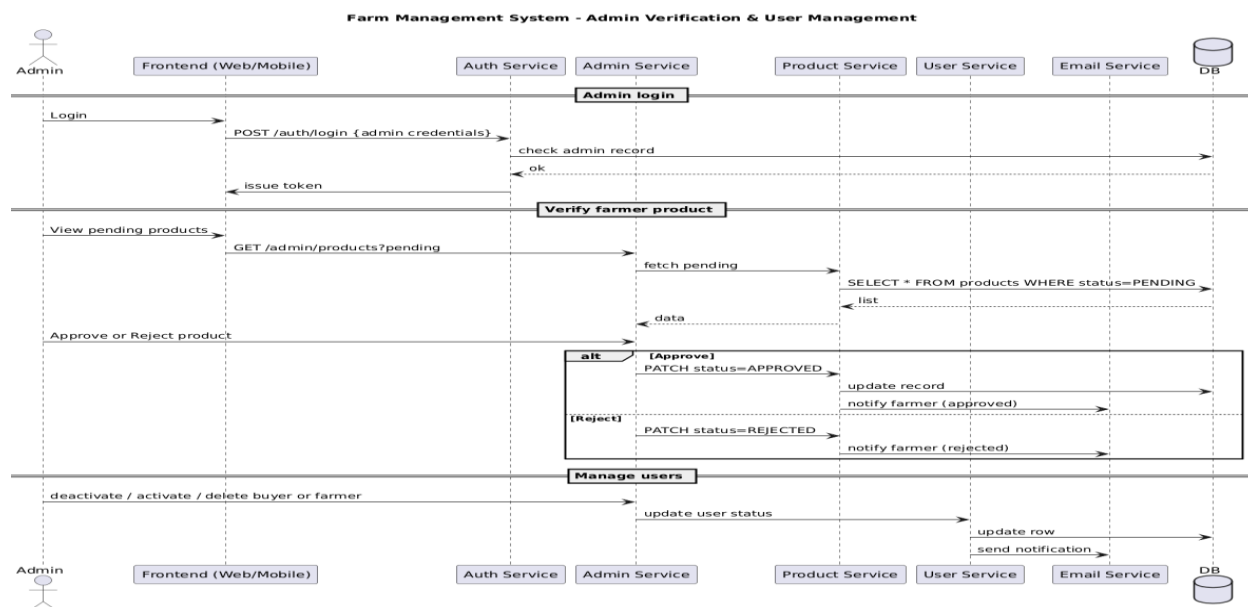 Farm Management System - Admin Verification & User Management
Admin
Frontend (Web/Mobile)
Auth Service
Admin Service
Product Service
User Service
Email Service
DB
Admin login
Login
POST /auth/login {admin credentials}
check admin record
ok
issue token
Verify farmer product
View pending products
GET /admin/products?pending
fetch pending
SELECT * FROM products WHERE status=PENDING
list
data
Approve or Reject product
alt [Approve]
PATCH status=APPROVED
update record
notify farmer (approved)
[Reject]
PATCH status=REJECTED
notify farmer (rejected)
Manage users
deactivate / activate / delete buyer or farmer
update user status
update row
send notification
Admin
Frontend (Web/Mobile)
Auth Service
Admin Service
Product Service
User Service
Email Service
DB